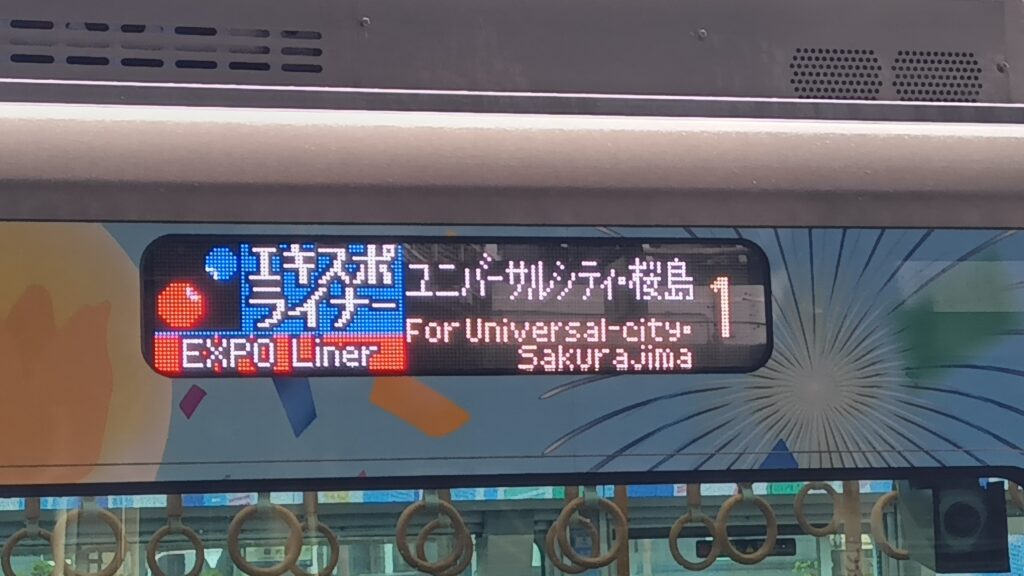 エキスポ
ライナー
EXPO Liner
ユニバーサルシティ・桜島
For Universal-city・
Sakurajima
1